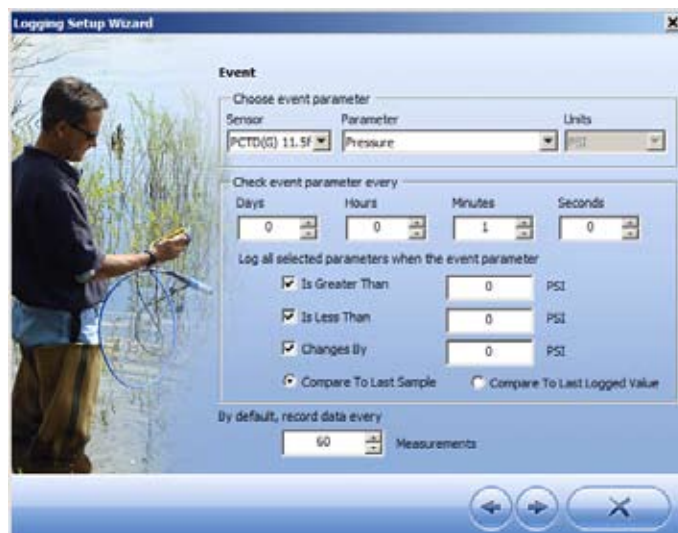 Logging Setup Wizard
Event
Choose event parameter
Sensor Parameter Units
PCTD(G) 11.5f Pressure PSI
Check event parameter every
Days Hours Minutes Seconds
0 0 1 0
Log all selected parameters when the event parameter
Is Greater Than 0 PSI
Is Less Than 0 PSI
Changes By 0 PSI
Compare To Last Sample Compare To Last Logged Value
By default, record data every
60 Measurements